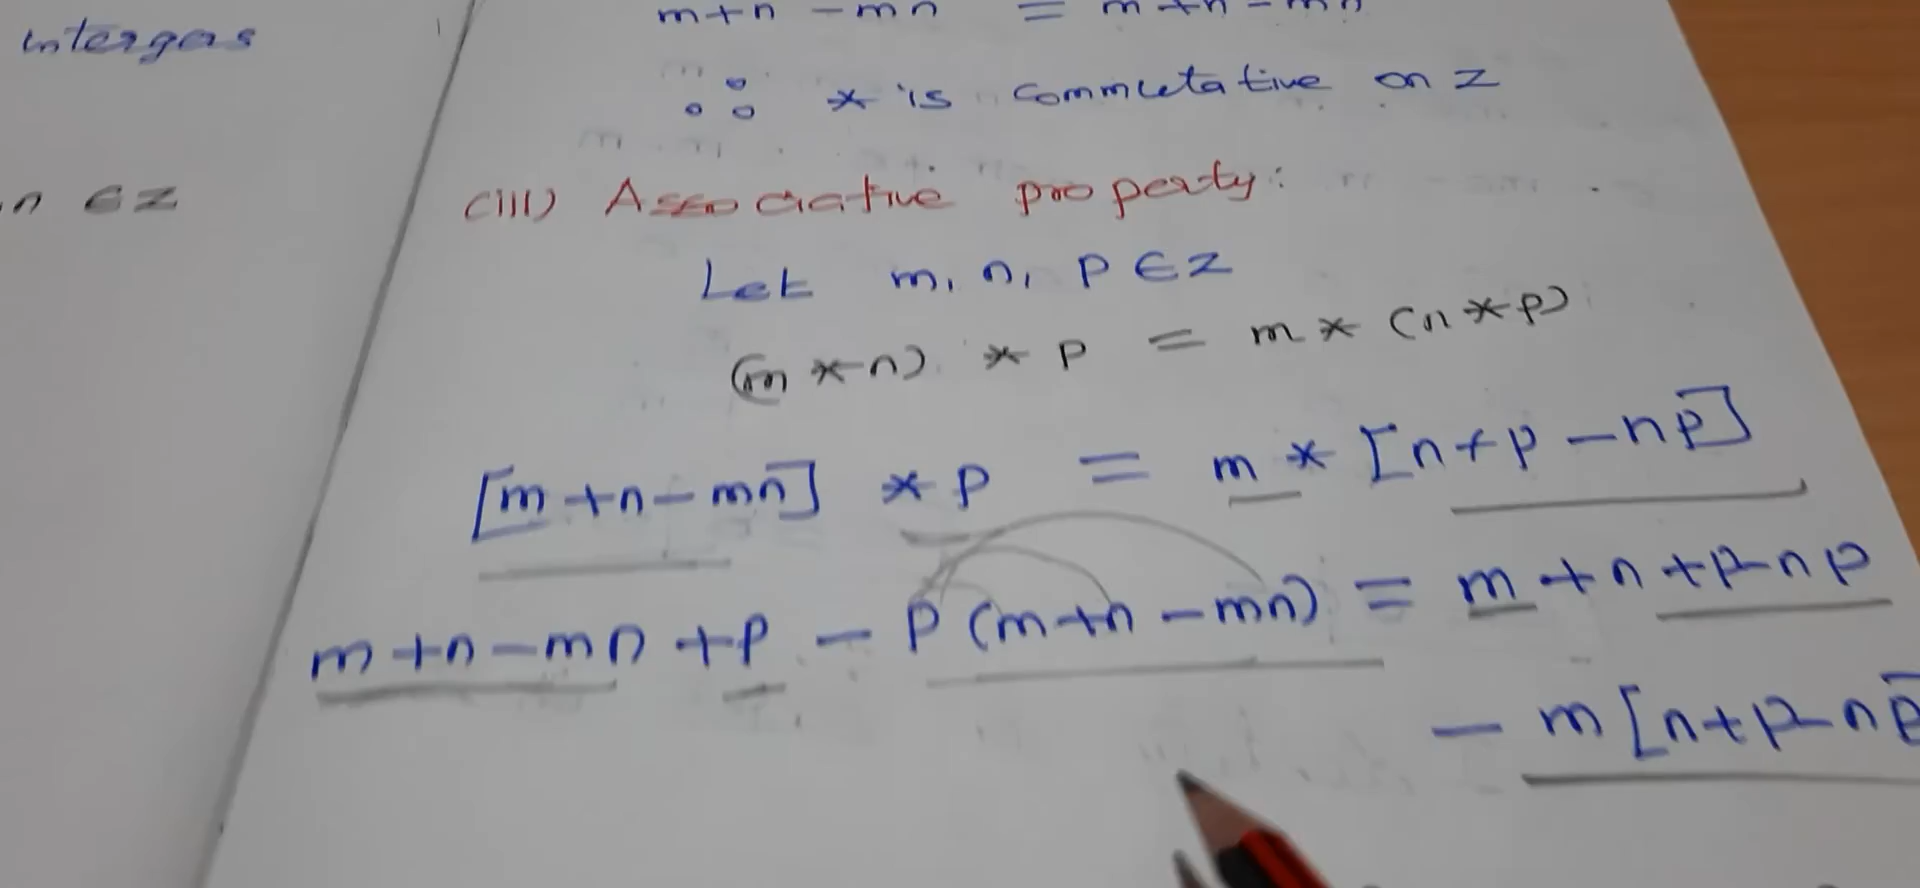 intergers
n ∈ Z
m+n - mn = m+n - mn
∴ * is commutative on Z
(iii) Associative property:
Let m, n, p ∈ Z
(m * n) * p = m * (n * p)
[m+n-mn] * p = m * [n+p-np]
m+n-mn+p - p(m+n-mn) = m+n+p-np
- m[n+p-np